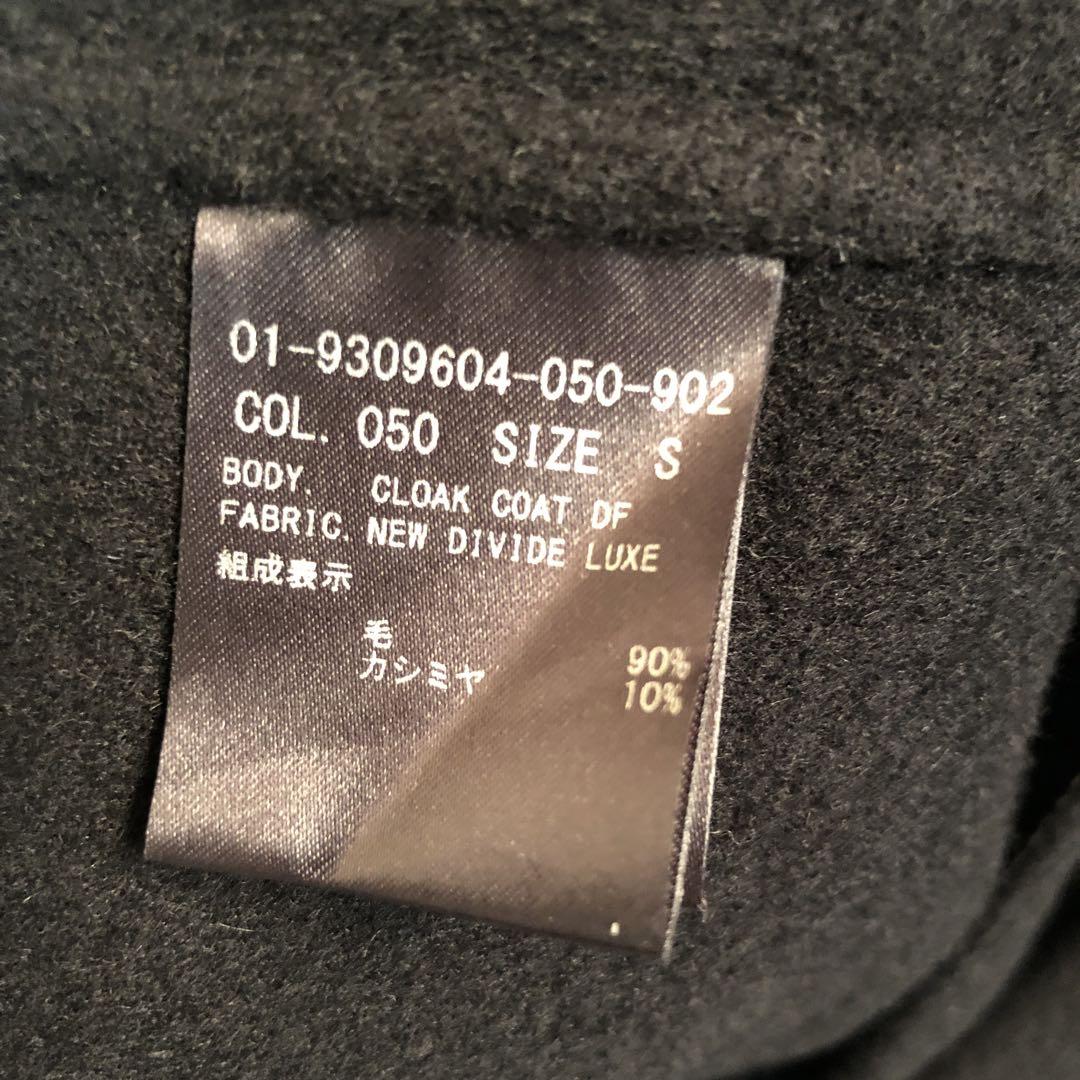 01-9309604-050-902
COL. 050 SIZE S
BODY. CLOAK COAT DF
FABRIC. NEW DIVIDE LUXE
組成表示
毛 90%
カシミヤ 10%